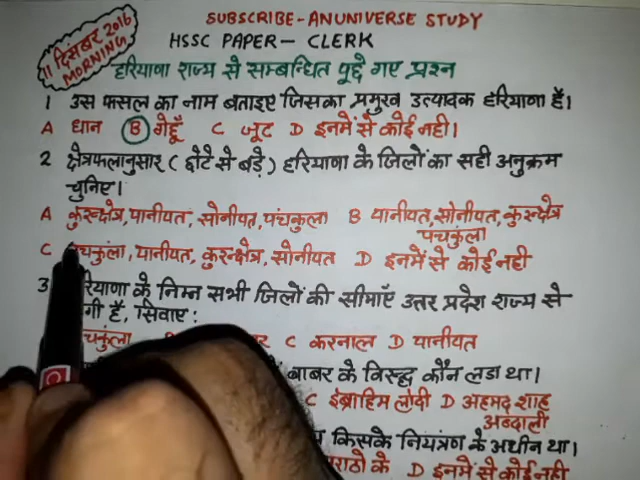 SUBSCRIBE-ANUNIVERSE STUDY
11 दिसंबर 2016
MORNING
HSSC PAPER- CLERK
हरियाणा राज्य से सम्बन्धित पूछे गए प्रश्न
1 उस फसल का नाम बताइए जिसका प्रमुख उत्पादक हरियाणा है।
A धान B गेहूँ C जूट D इनमें से कोई नही।
2 क्षेत्रफलानुसार ( छोटे से बड़े ) हरियाणा के जिलों का सही अनुक्रम
चुनिए।
A कुरुक्षेत्र, पानीपत, सोनीपत, पंचकुला B पानीपत, सोनीपत, कुरुक्षेत्र
पंचकुंला
C पंचकुंला, पानीपत, कुरुक्षेत्र, सोनीपत D इनमें से कोई नही
3 हरियाणा के निम्न सभी जिलों की सीमाएँ उत्तर प्रदेश राज्य से
है, सिवाए :
C करनाल D पानीपत
बाबर के विरुद्ध कौन लडा था।
C इब्राहिम लोदी D अहमद शाह
अब्दाली
किसके नियंत्रण के अधीन था।
के D इनमें से कोई नही